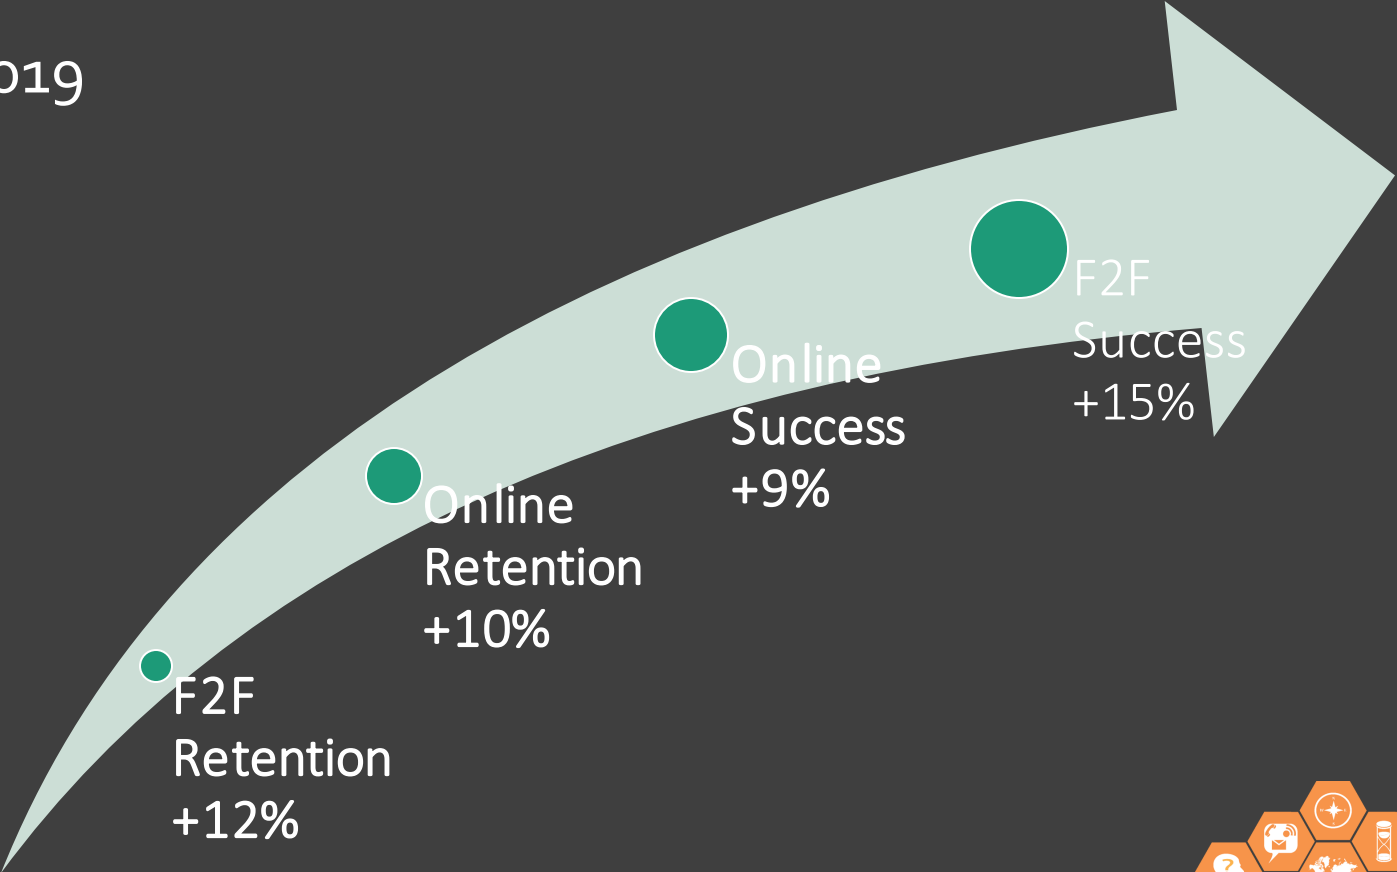 019
F2F
Success
+15%
Online
Success
+9%
Online
Retention
+10%
F2F
Retention
+12%
?